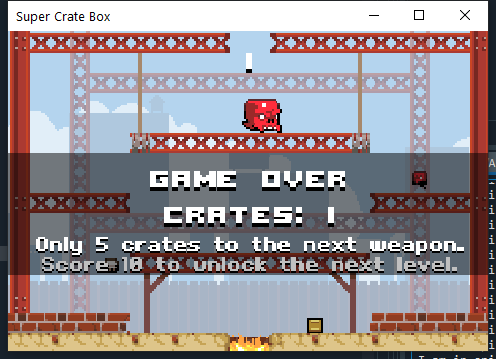 Super Crate Box
1
GAME OVER
CRATES: 1
Only 5 crates to the next weapon.
Score 10 to unlock the next level.